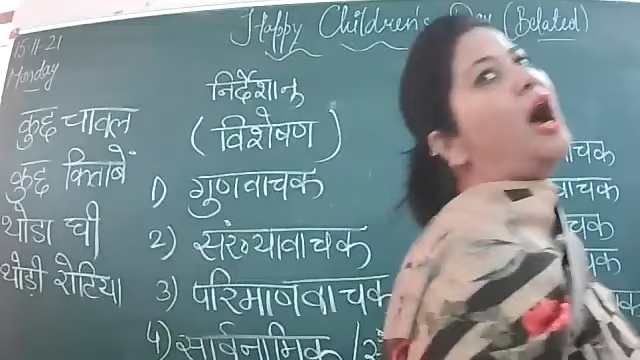 15-11-21
Monday
Happy Children's Day (Belated)
कुछ चावल
कुछ किताबें
थोडा घी
थोड़ी रोटिया
निर्देशानु
(विशेषण)
1) गुणवाचक
2) संख्यावाचक
3) परिमाणवाचक
4) सार्वनामिक /